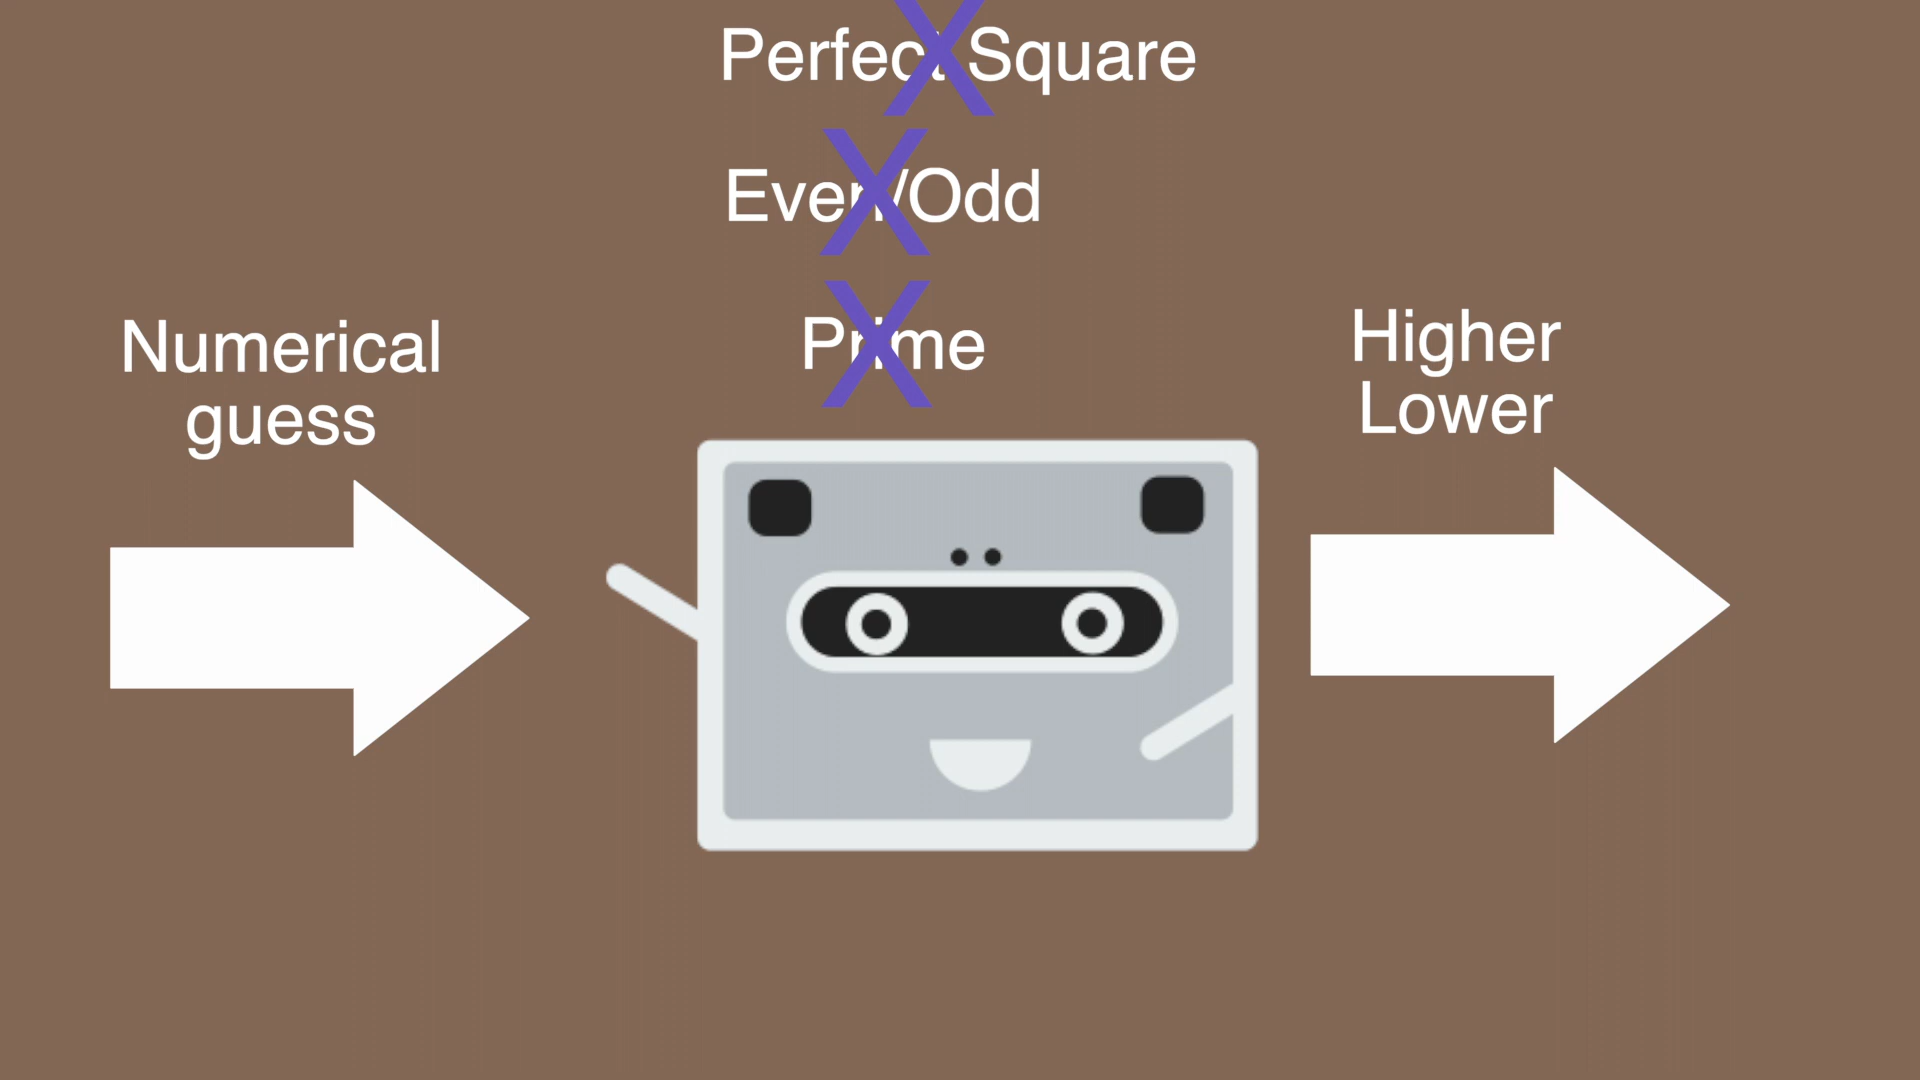 Perfect Square
Even/Odd
Prime
Numerical
guess
Higher
Lower